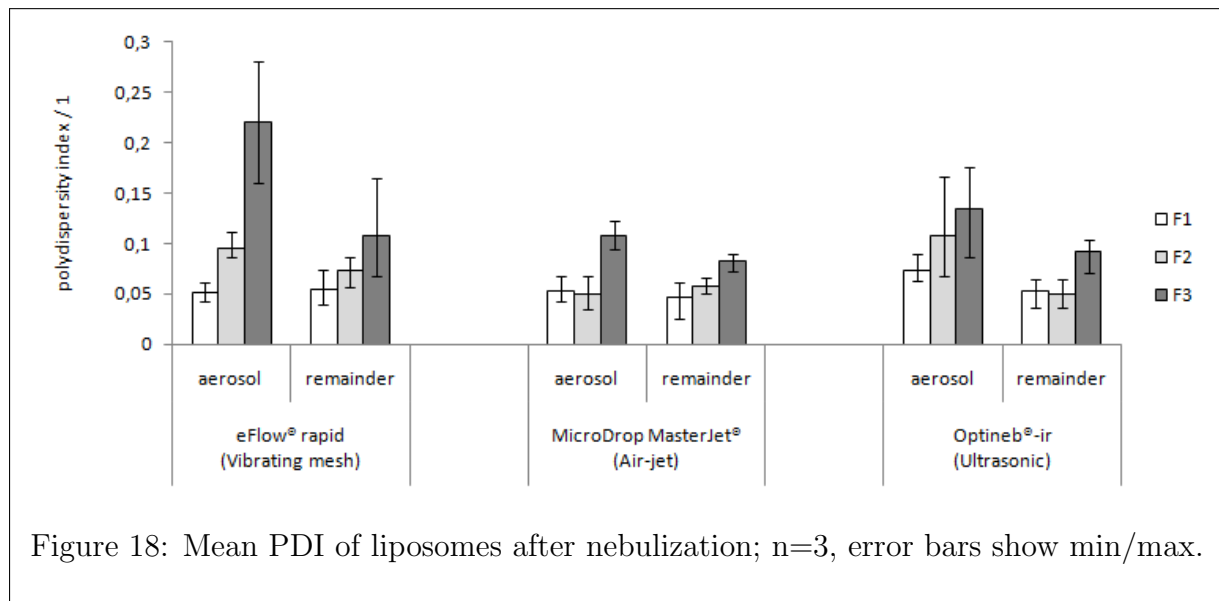 0,3
0,25
0,2
0,15
0,1
0,05
0
polydispersity index / 1
aerosol remainder aerosol remainder aerosol remainder
eFlow® rapid MicroDrop MasterJet® Optineb®-ir
(Vibrating mesh) (Air-jet) (Ultrasonic)
F1
F2
F3
Figure 18: Mean PDI of liposomes after nebulization; n=3, error bars show min/max.